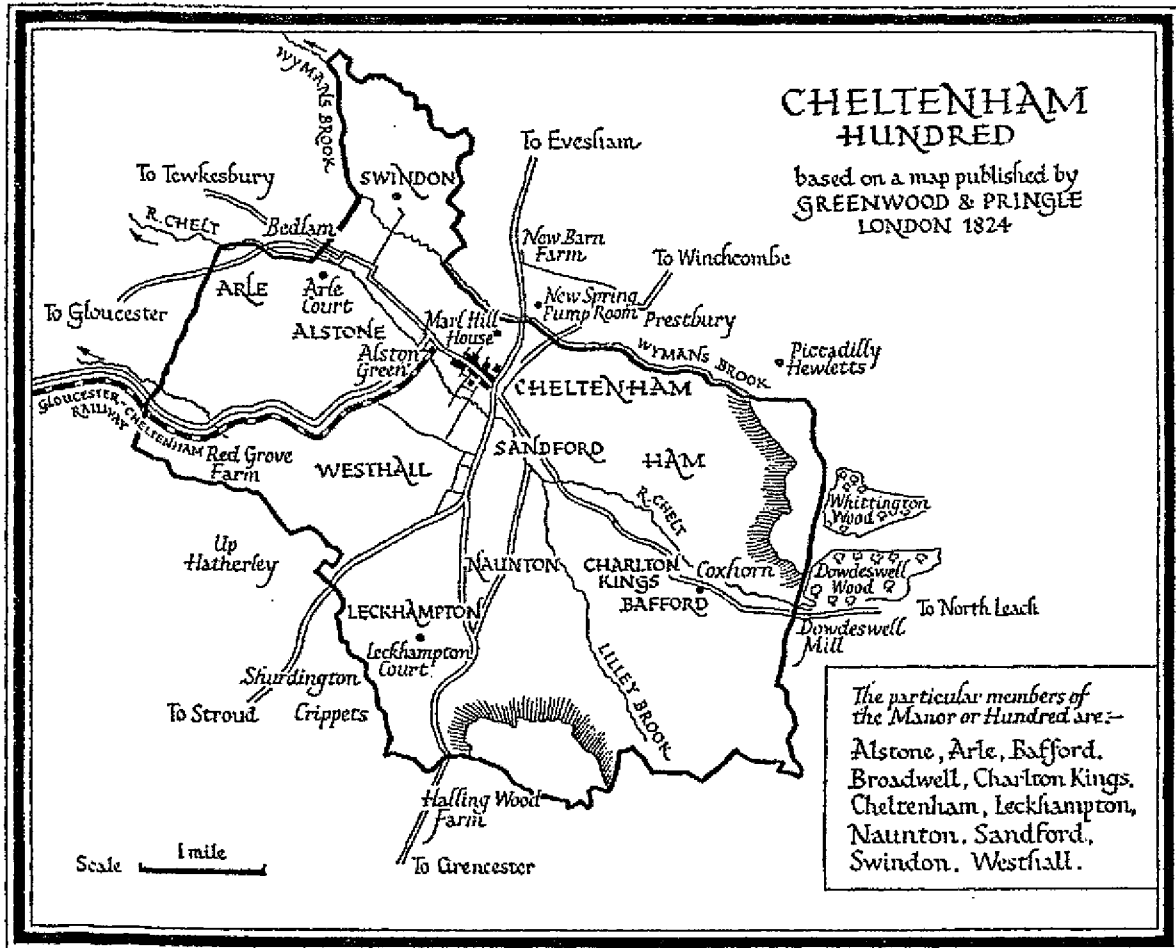 CHELTENHAM
HUNDRED
based on a map published by
GREENWOOD & PRINGLE
LONDON 1824
WYMANS BROOK
To Evesham
To Tewkesbury
SWINDON
R. CHELT
Bedlam
New Barn
Farm
To Winchcombe
ARLE
Arle
Court
New Spring
Pump Room
Prestbury
To Gloucester
ALSTONE
Marl Hill
House
Alston
Green
WYMANS BROOK
Piccadilly
Hewletts
CHELTENHAM
GLOUCESTER-CHELTENHAM
RAILWAY
Red Grove
Farm
WESTHALL
SANDFORD
HAM
R. CHELT
Whittington
Wood
Up
Hatherley
NAUNTON
CHARLTON
KINGS
Coxhorn
Dowdeswell
Wood
BAFFORD
To North Leach
LECKHAMPTON
Leckhampton
Court
Dowdeswell
Mill
LILLEY BROOK
Shurdington
To Stroud
Crippets
Halling Wood
Farm
To Cirencester
Scale 1 mile
The particular members of
the Manor or Hundred are:-
Alstone, Arle, Bafford.
Broadwell, Charlton Kings.
Cheltenham, Leckhampton,
Naunton. Sandford,
Swindon. Westhall.